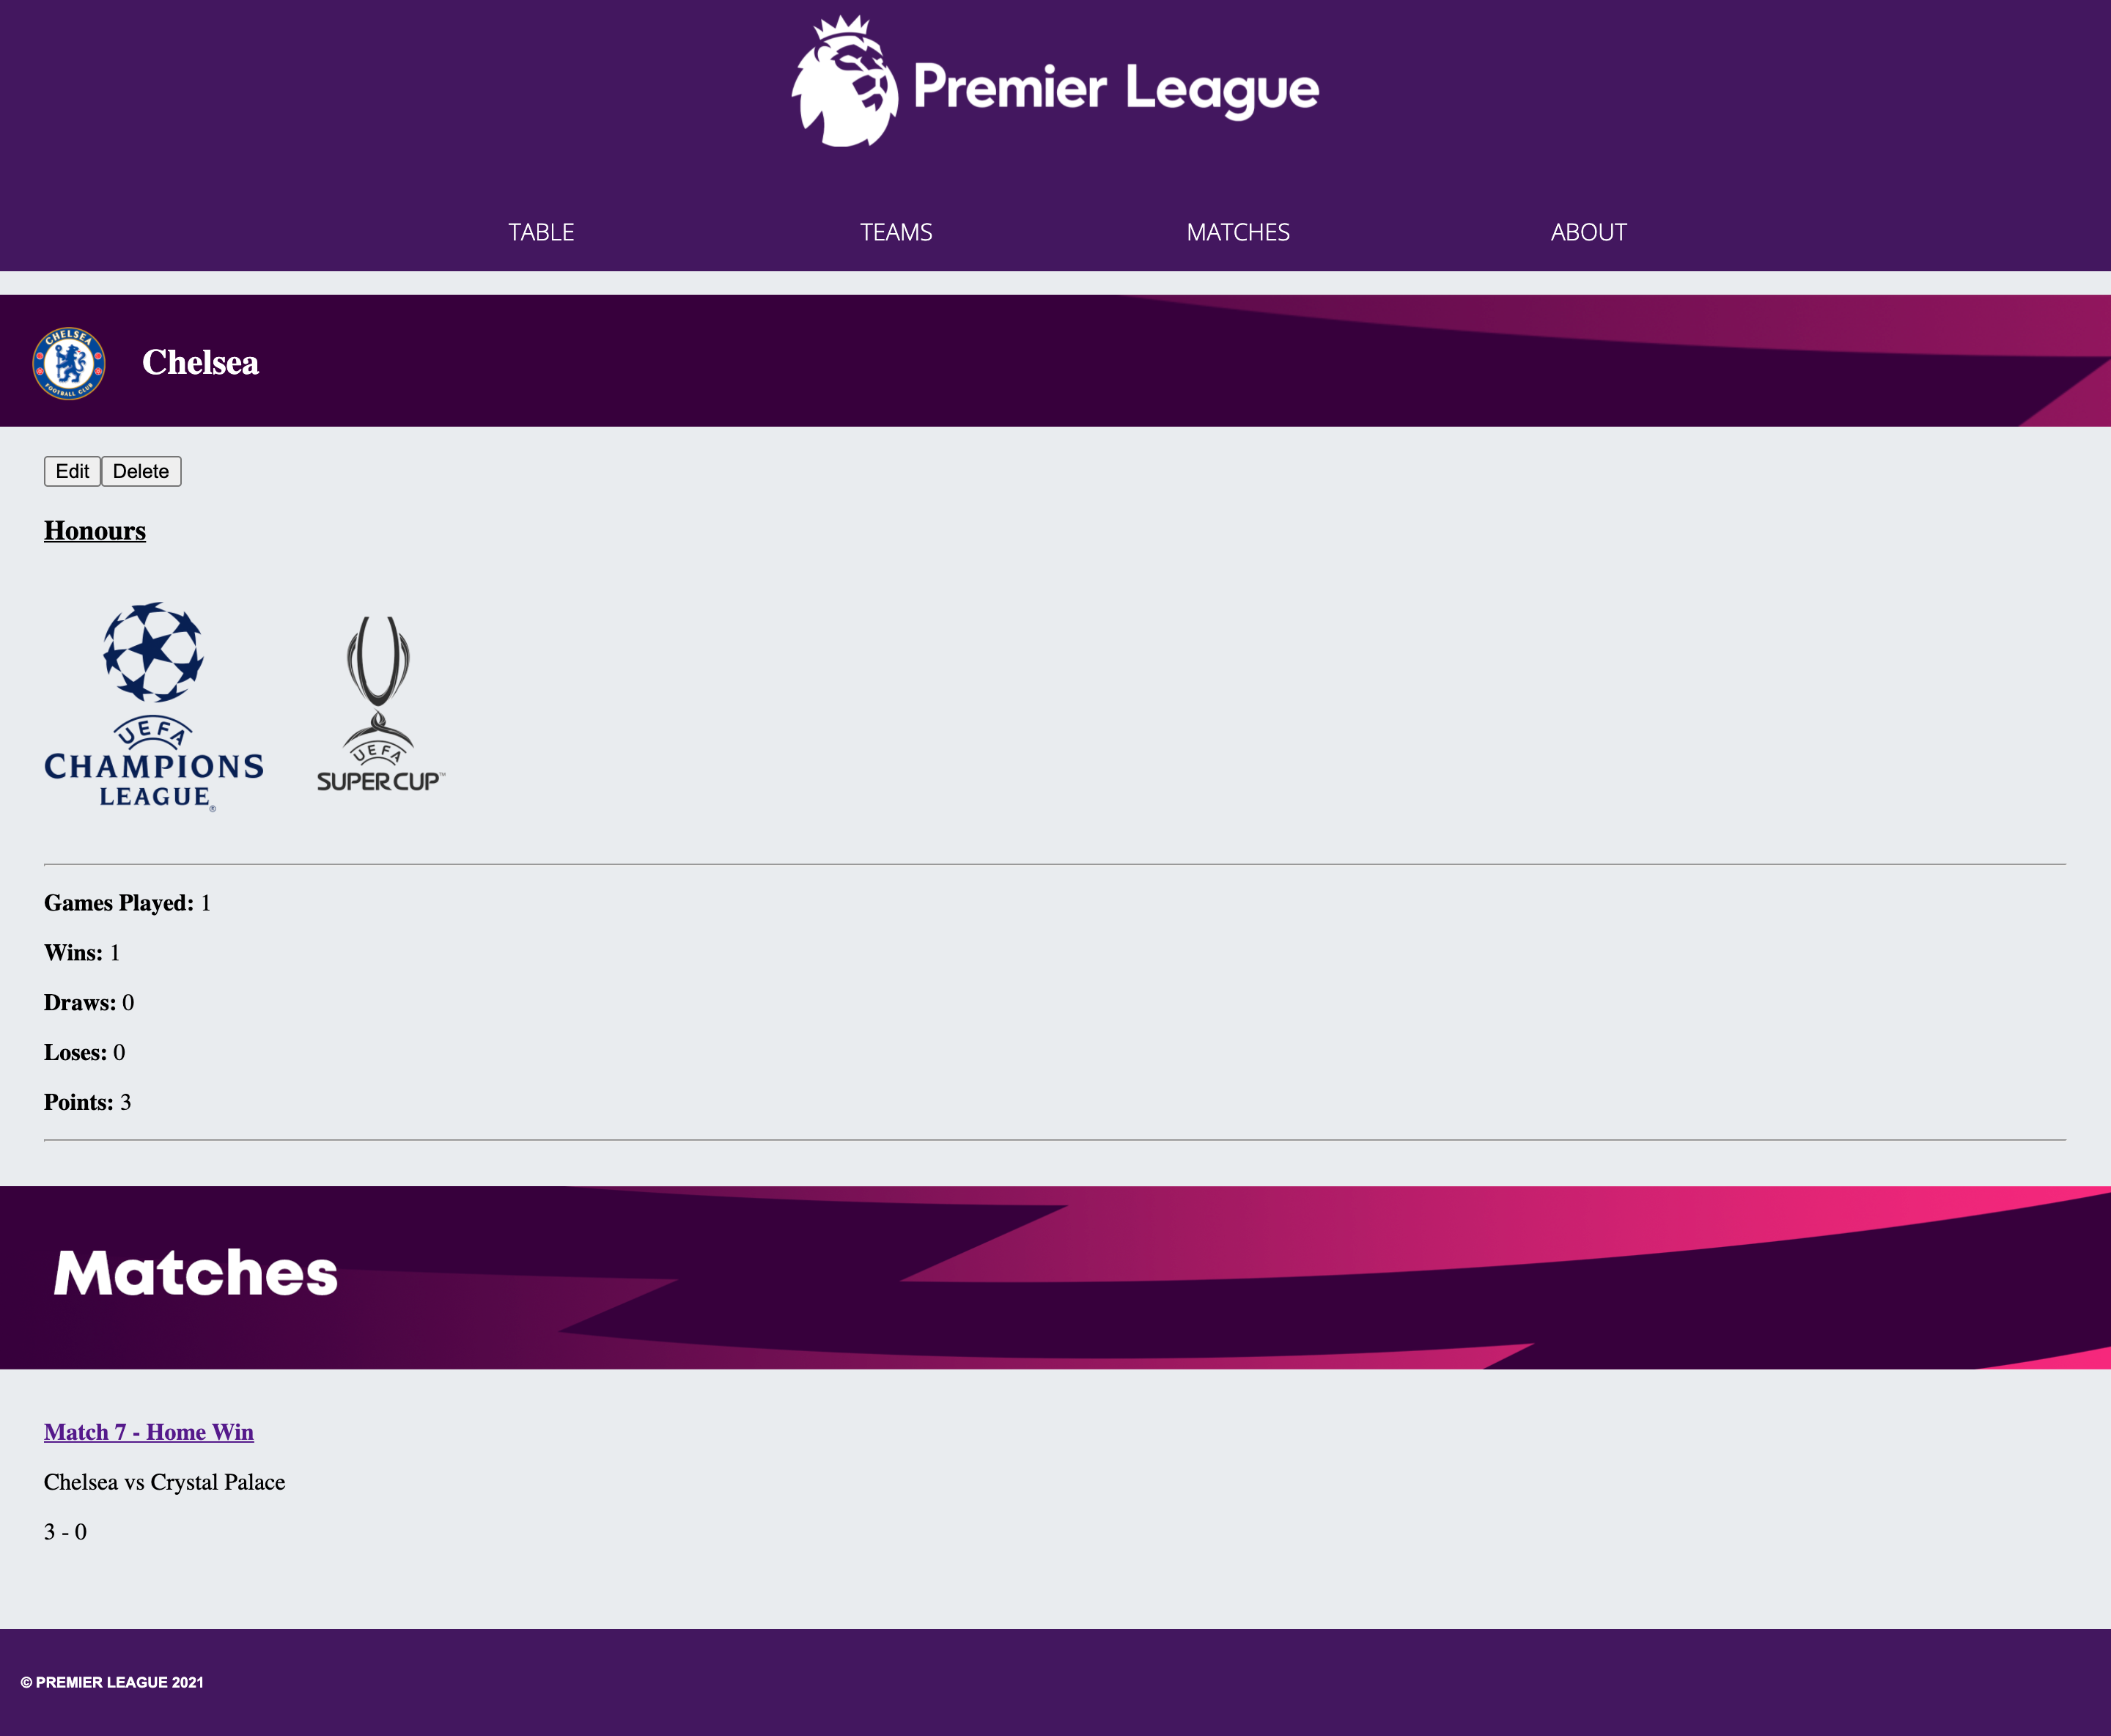 Premier League
TABLE TEAMS MATCHES ABOUT
CHELSEA
FOOTBALL CLUB
Chelsea
Edit Delete
Honours
UEFA
CHAMPIONS
LEAGUE®
UEFA
SUPERCUP™
Games Played: 1
Wins: 1
Draws: 0
Loses: 0
Points: 3
Matches
Match 7 - Home Win
Chelsea vs Crystal Palace
3 - 0
© PREMIER LEAGUE 2021